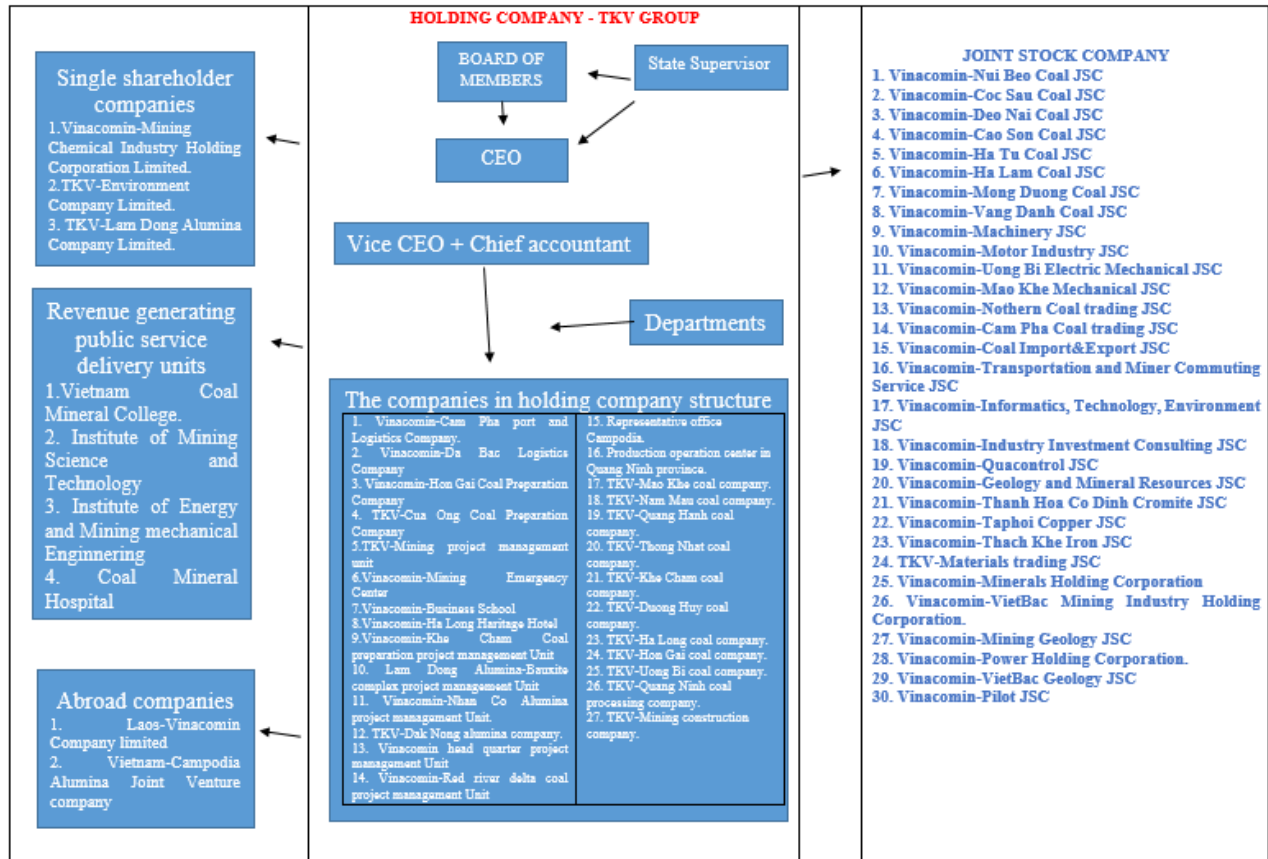 HOLDING COMPANY - TKV GROUP
Single shareholder
companies
1.Vinacomin-Mining
Chemical Industry Holding
Corporation Limited.
2.TKV-Environment
Company Limited.
3. TKV-Lam Dong Alumina
Company Limited.
Revenue generating
public service
delivery units
1.Vietnam Coal
Mineral College.
2. Institute of Mining
Science and
Technology
3. Institute of Energy
and Mining mechanical
Enginnering
4. Coal Mineral
Hospital
Abroad companies
1. Laos-Vinacomin
Company limited
2. Vietnam-Campodia
Alumina Joint Venture
company
BOARD OF
MEMBERS
State Supervisor
CEO
Vice CEO + Chief accountant
Departments
The companies in holding company structure
1. Vinacomin-Cam Pha port and
Logistics Company.
2. Vinacomin-Da Bac Logistics
Company
3. Vinacomin-Hon Gai Coal Preparation
Company
4. TKV-Cua Ong Coal Preparation
Company
5.TKV-Mining project management
unit
6.Vinacomin-Mining Emergency
Center
7.Vinacomin-Business School
8.Vinacomin-Ha Long Haritage Hotel
9.Vinacomin-Khe Cham Coal
preparation project management Unit
10. Lam Dong Alumina-Bauxite
complex project management Unit
11. Vinacomin-Nhan Co Alumina
project management Unit.
12. TKV-Dak Nong alumina company.
13. Vinacomin head quarter project
management Unit
14. Vinacomin-Red river delta coal
project management Unit
15. Representative office
Campodia.
16. Production operation center in
Quang Ninh province.
17. TKV-Mao Khe coal company.
18. TKV-Nam Mau coal company.
19. TKV-Quang Hanh coal
company.
20. TKV-Thong Nhat coal
company.
21. TKV-Khe Cham coal
company.
22. TKV-Duong Huy coal
company.
23. TKV-Ha Long coal company.
24. TKV-Hon Gai coal company.
25. TKV-Uong Bi coal company.
26. TKV-Quang Ninh coal
processing company.
27. TKV-Mining construction
company.
JOINT STOCK COMPANY
1. Vinacomin-Nui Beo Coal JSC
2. Vinacomin-Coc Sau Coal JSC
3. Vinacomin-Deo Nai Coal JSC
4. Vinacomin-Cao Son Coal JSC
5. Vinacomin-Ha Tu Coal JSC
6. Vinacomin-Ha Lam Coal JSC
7. Vinacomin-Mong Duong Coal JSC
8. Vinacomin-Vang Danh Coal JSC
9. Vinacomin-Machinery JSC
10. Vinacomin-Motor Industry JSC
11. Vinacomin-Uong Bi Electric Mechanical JSC
12. Vinacomin-Mao Khe Mechanical JSC
13. Vinacomin-Nothern Coal trading JSC
14. Vinacomin-Cam Pha Coal trading JSC
15. Vinacomin-Coal Import&Export JSC
16. Vinacomin-Transportation and Miner Commuting
Service JSC
17. Vinacomin-Informatics, Technology, Environment
JSC
18. Vinacomin-Industry Investment Consulting JSC
19. Vinacomin-Quacontrol JSC
20. Vinacomin-Geology and Mineral Resources JSC
21. Vinacomin-Thanh Hoa Co Dinh Cromite JSC
22. Vinacomin-Taphoi Copper JSC
23. Vinacomin-Thach Khe Iron JSC
24. TKV-Materials trading JSC
25. Vinacomin-Minerals Holding Corporation
26. Vinacomin-VietBac Mining Industry Holding
Corporation.
27. Vinacomin-Mining Geology JSC
28. Vinacomin-Power Holding Corporation.
29. Vinacomin-VietBac Geology JSC
30. Vinacomin-Pilot JSC